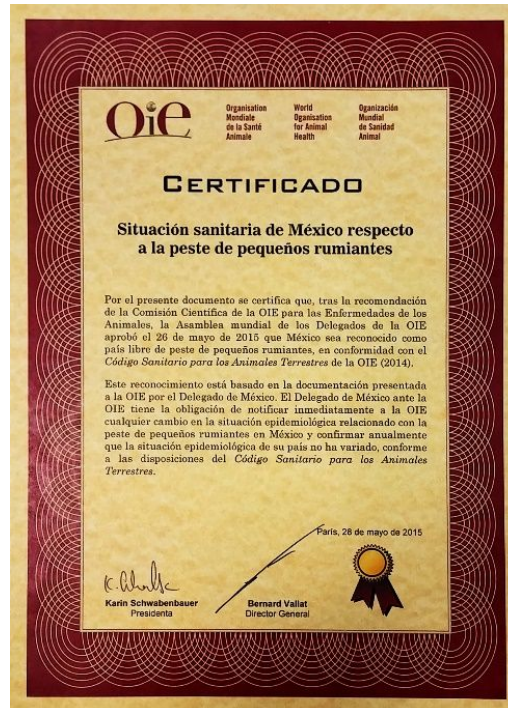 Oie
Organisation
Mondiale
de la Santé
Animale
World
Oganisation
for Animal
Health
Oganización
Mundial
de Sanidad
Animal
CERTIFICADO
Situación sanitaria de México respecto
a la peste de pequeños rumiantes
Por el presente documento se certifica que, tras la recomendación
de la Comisión Científica de la OIE para las Enfermedades de los
Animales, la Asamblea mundial de los Delegados de la OIE
aprobó el 26 de mayo de 2015 que México sea reconocido como
país libre de peste de pequeños rumiantes, en conformidad con el
Código Sanitario para los Animales Terrestres de la OIE (2014).
Este reconocimiento está basado en la documentación presentada
a la OIE por el Delegado de México. El Delegado de México ante la
OIE tiene la obligación de notificar inmediatamente a la OIE
cualquier cambio en la situación epidemiológica relacionado con la
peste de pequeños rumiantes en México y confirmar anualmente
que la situación epidemiológica de su país no ha variado, conforme
a las disposiciones del Código Sanitario para los Animales
Terrestres.
París, 28 de mayo de 2015
Karin Schwabenbauer
Presidenta
Bernard Vallat
Director General